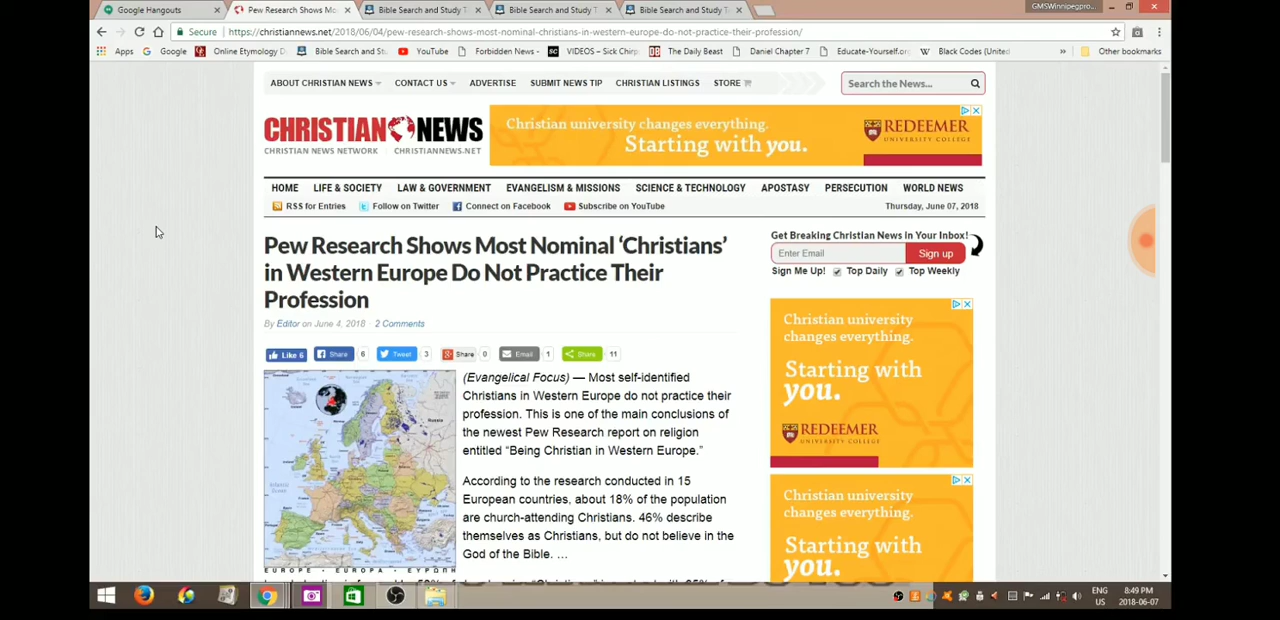 GMSWinnipegpro...
Google Hangouts
Pew Research Shows Mo
Bible Search and Study T
Bible Search and Study T
Bible Search and Study T
Secure
https://christiannews.net/2018/06/04/pew-research-shows-most-nominal-christians-in-western-europe-do-not-practice-their-profession/
Apps
Google
Online Etymology D
Bible Search and Stu
YouTube
Forbidden News -
VIDEOS – Sick Chirp
The Daily Beast
Daniel Chapter 7
Educate-Yourself.org
Black Codes (United
»
Other bookmarks
ABOUT CHRISTIAN NEWS
CONTACT US
ADVERTISE
SUBMIT NEWS TIP
CHRISTIAN LISTINGS
STORE
Search the News...
CHRISTIAN NEWS
CHRISTIAN NEWS NETWORK
CHRISTIANNEWS.NET
Christian university changes everything.
Starting with you.
REDEEMER
UNIVERSITY COLLEGE
HOME
LIFE & SOCIETY
LAW & GOVERNMENT
EVANGELISM & MISSIONS
SCIENCE & TECHNOLOGY
APOSTASY
PERSECUTION
WORLD NEWS
RSS for Entries
Follow on Twitter
Connect on Facebook
Subscribe on YouTube
Thursday, June 07, 2018
Pew Research Shows Most Nominal ‘Christians’
in Western Europe Do Not Practice Their
Profession
By Editor on June 4, 2018
2 Comments
Like 6
Share
6
Tweet
3
Share
0
Email
1
Share
11
(Evangelical Focus) — Most self-identified
Christians in Western Europe do not practice their
profession. This is one of the main conclusions of
the newest Pew Research report on religion
entitled “Being Christian in Western Europe.”
According to the research conducted in 15
European countries, about 18% of the population
are church-attending Christians. 46% describe
themselves as Christians, but do not believe in the
God of the Bible. …
EUROPE • EUROPA • ΕΥΡΩΠΗ
Get Breaking Christian News in Your Inbox!
Enter Email
Sign up
Sign Me Up!
Top Daily
Top Weekly
Christian university
changes everything.
Starting with
you.
REDEEMER
UNIVERSITY COLLEGE
Christian university
changes everything.
Starting with
ENG
US
8:49 PM
2018-06-07